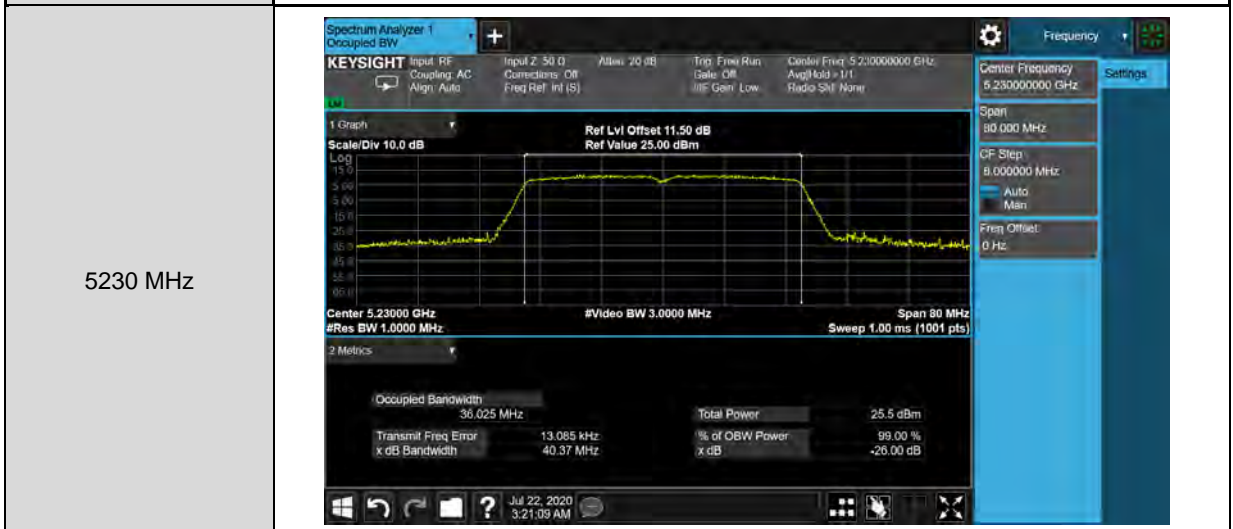 5230 MHz
Spectrum Analyzer 1
Occupied BW
+
Frequency
KEYSIGHT
Input: RF
Coupling: AC
Align: Auto
Input Z: 50 Ω
Corrections: Off
Freq Ref: Int (S)
Atten: 20 dB
Trig: Free Run
Gate: Off
#IF Gain: Low
Center Freq: 5.230000000 GHz
Avg|Hold > 1/1
Radio Std: None
1 Graph
Scale/Div 10.0 dB
Ref Lvl Offset 11.50 dB
Ref Value 25.00 dBm
Log
15.0
5.00
Center 5.23000 GHz
#Res BW 1.0000 MHz
#Video BW 3.0000 MHz
Span 80 MHz
Sweep 1.00 ms (1001 pts)
2 Metrics
Occupied Bandwidth
36.025 MHz
Transmit Freq Error 13.085 kHz
x dB Bandwidth 40.37 MHz
Total Power 25.5 dBm
% of OBW Power 99.00 %
x dB -26.00 dB
Center Frequency
5.230000000 GHz
Settings
Span
80.000 MHz
CF Step
8.000000 MHz
Auto
Man
Freq Offset
0 Hz
?
Jul 22, 2020
3:21:09 AM